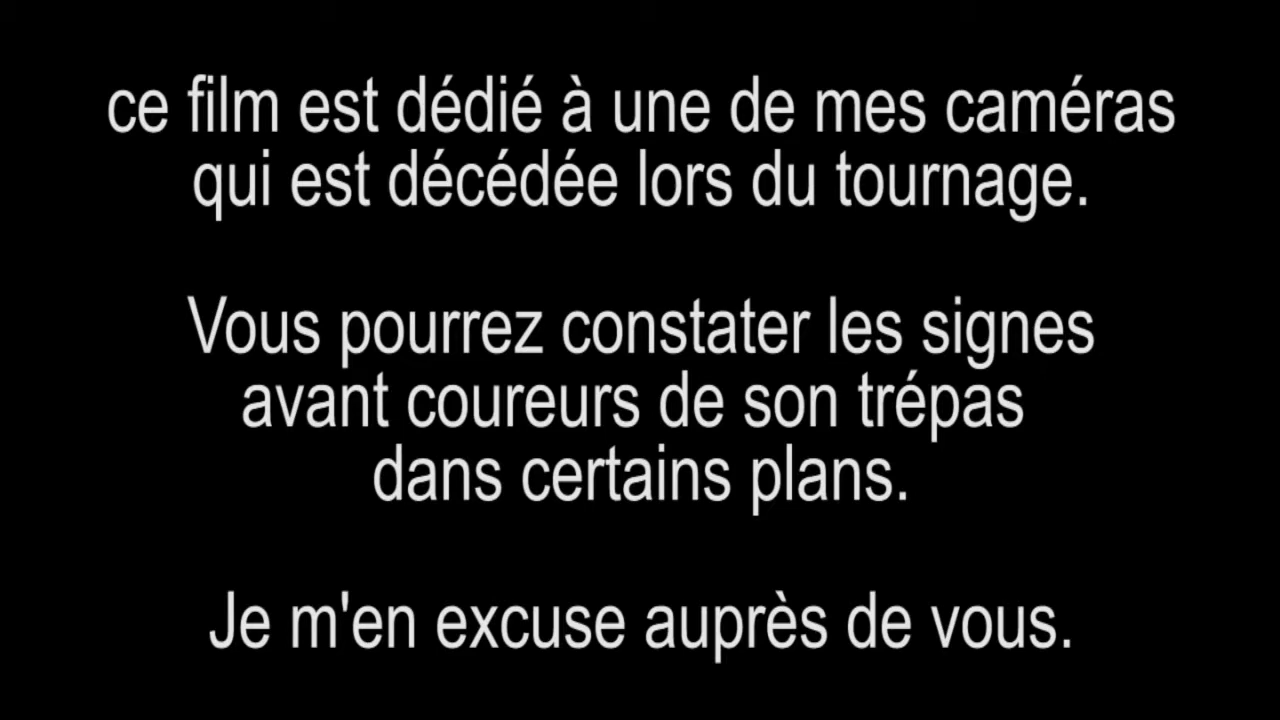 ce film est dédié à une de mes caméras
qui est décédée lors du tournage.
Vous pourrez constater les signes
avant coureurs de son trépas
dans certains plans.
Je m'en excuse auprès de vous.